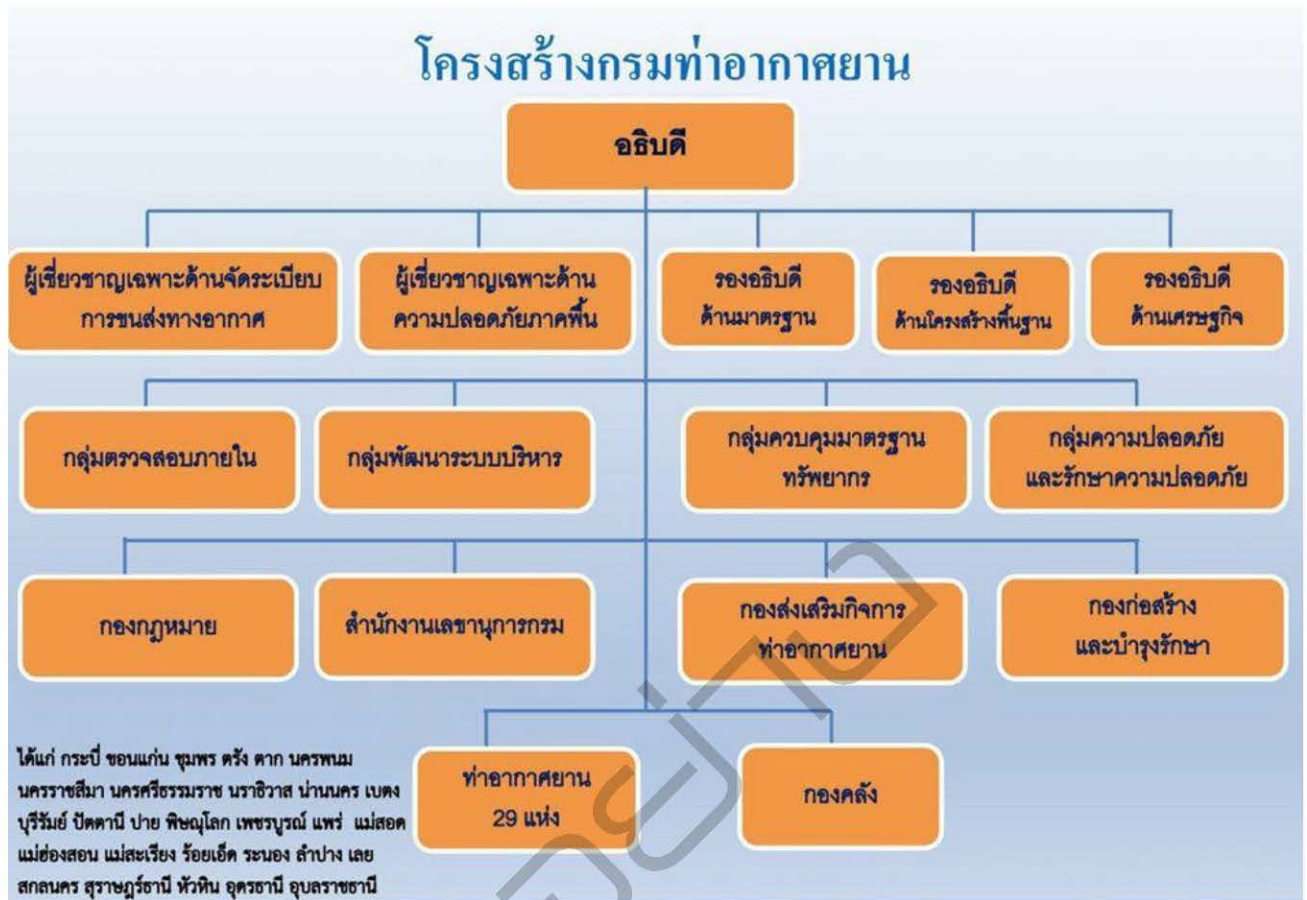 โครงสร้างกรมท่าอากาศยาน
อธิบดี
ผู้เชี่ยวชาญเฉพาะด้านจัดระเบียบ
การขนส่งทางอากาศ
ผู้เชี่ยวชาญเฉพาะด้าน
ความปลอดภัยภาคพื้น
รองอธิบดี
ด้านมาตรฐาน
รองอธิบดี
ด้านโครงสร้างพื้นฐาน
รองอธิบดี
ด้านเศรษฐกิจ
กลุ่มตรวจสอบภายใน
กลุ่มพัฒนาระบบบริหาร
กลุ่มควบคุมมาตรฐาน
ทรัพยากร
กลุ่มความปลอดภัย
และรักษาความปลอดภัย
กองกฎหมาย
สำนักงานเลขานุการกรม
กองส่งเสริมกิจการ
ท่าอากาศยาน
กองก่อสร้าง
และบำรุงรักษา
ท่าอากาศยาน
29 แห่ง
กองคลัง
ได้แก่ กระบี่ ขอนแก่น ชุมพร ตรัง ตาก นครพนม
นครราชสีมา นครศรีธรรมราช นราธิวาส น่านนคร เบตง
บุรีรัมย์ ปัตตานี ปาย พิษณุโลก เพชรบูรณ์ แพร่ แม่สอด
แม่ฮ่องสอน แม่สะเรียง ร้อยเอ็ด ระนอง ลำปาง เลย
สกลนคร สุราษฎร์ธานี หัวหิน อุดรธานี อุบลราชธานี